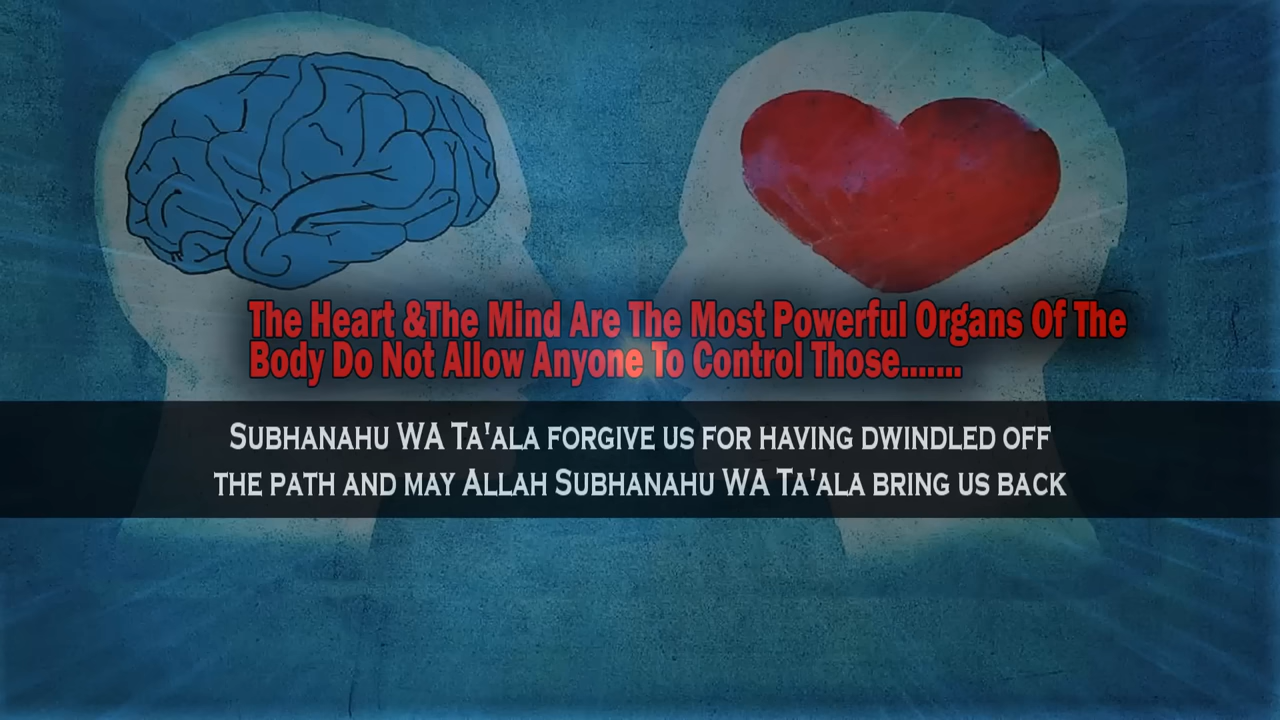 The Heart &The Mind Are The Most Powerful Organs Of The
Body Do Not Allow Anyone To Control Those.......
Subhanahu WA Ta'ala forgive us for having dwindled off
the path and may Allah Subhanahu WA Ta'ala bring us back